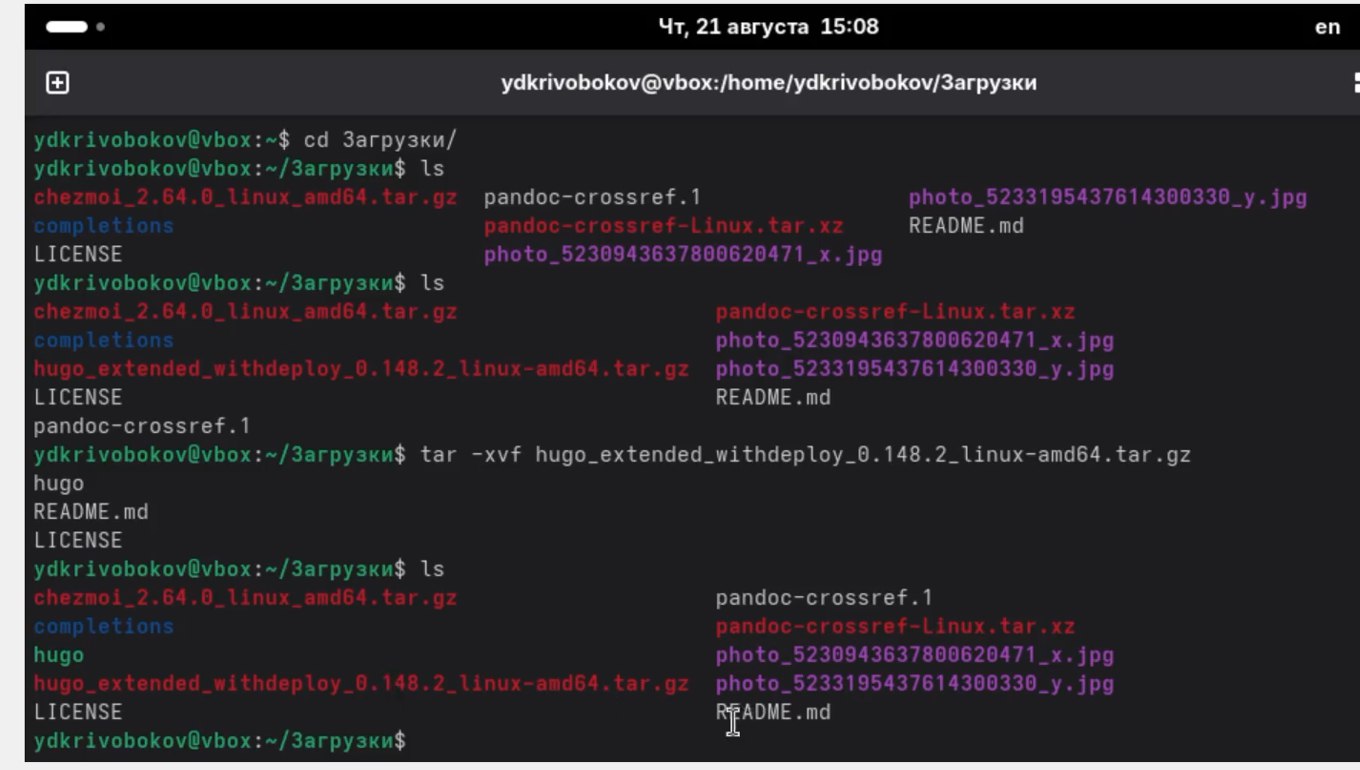 Чт, 21 августа 15:08
en
ydkrivobokov@vbox:/home/ydkrivobokov/Загрузки
ydkrivobokov@vbox:~$ cd Загрузки/
ydkrivobokov@vbox:~/Загрузки$ ls
chezmoi_2.64.0_linux_amd64.tar.gz pandoc-crossref.1 photo_5233195437614300330_y.jpg
completions pandoc-crossref-Linux.tar.xz README.md
LICENSE photo_5230943637800620471_x.jpg
ydkrivobokov@vbox:~/Загрузки$ ls
chezmoi_2.64.0_linux_amd64.tar.gz pandoc-crossref-Linux.tar.xz
completions photo_5230943637800620471_x.jpg
hugo_extended_withdeploy_0.148.2_linux-amd64.tar.gz photo_5233195437614300330_y.jpg
LICENSE README.md
pandoc-crossref.1
ydkrivobokov@vbox:~/Загрузки$ tar -xvf hugo_extended_withdeploy_0.148.2_linux-amd64.tar.gz
hugo
README.md
LICENSE
ydkrivobokov@vbox:~/Загрузки$ ls
chezmoi_2.64.0_linux_amd64.tar.gz pandoc-crossref.1
completions pandoc-crossref-Linux.tar.xz
hugo photo_5230943637800620471_x.jpg
hugo_extended_withdeploy_0.148.2_linux-amd64.tar.gz photo_5233195437614300330_y.jpg
LICENSE README.md
ydkrivobokov@vbox:~/Загрузки$